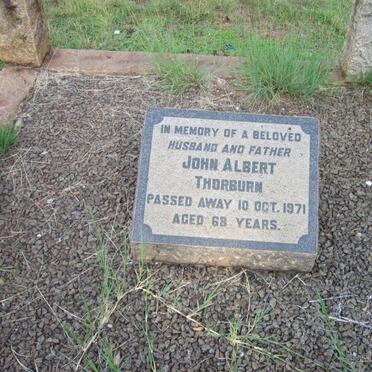 IN MEMORY OF A BELOVED
HUSBAND AND FATHER
JOHN ALBERT
THORBURN
PASSED AWAY 10 OCT. 1971
AGED 68 YEARS.